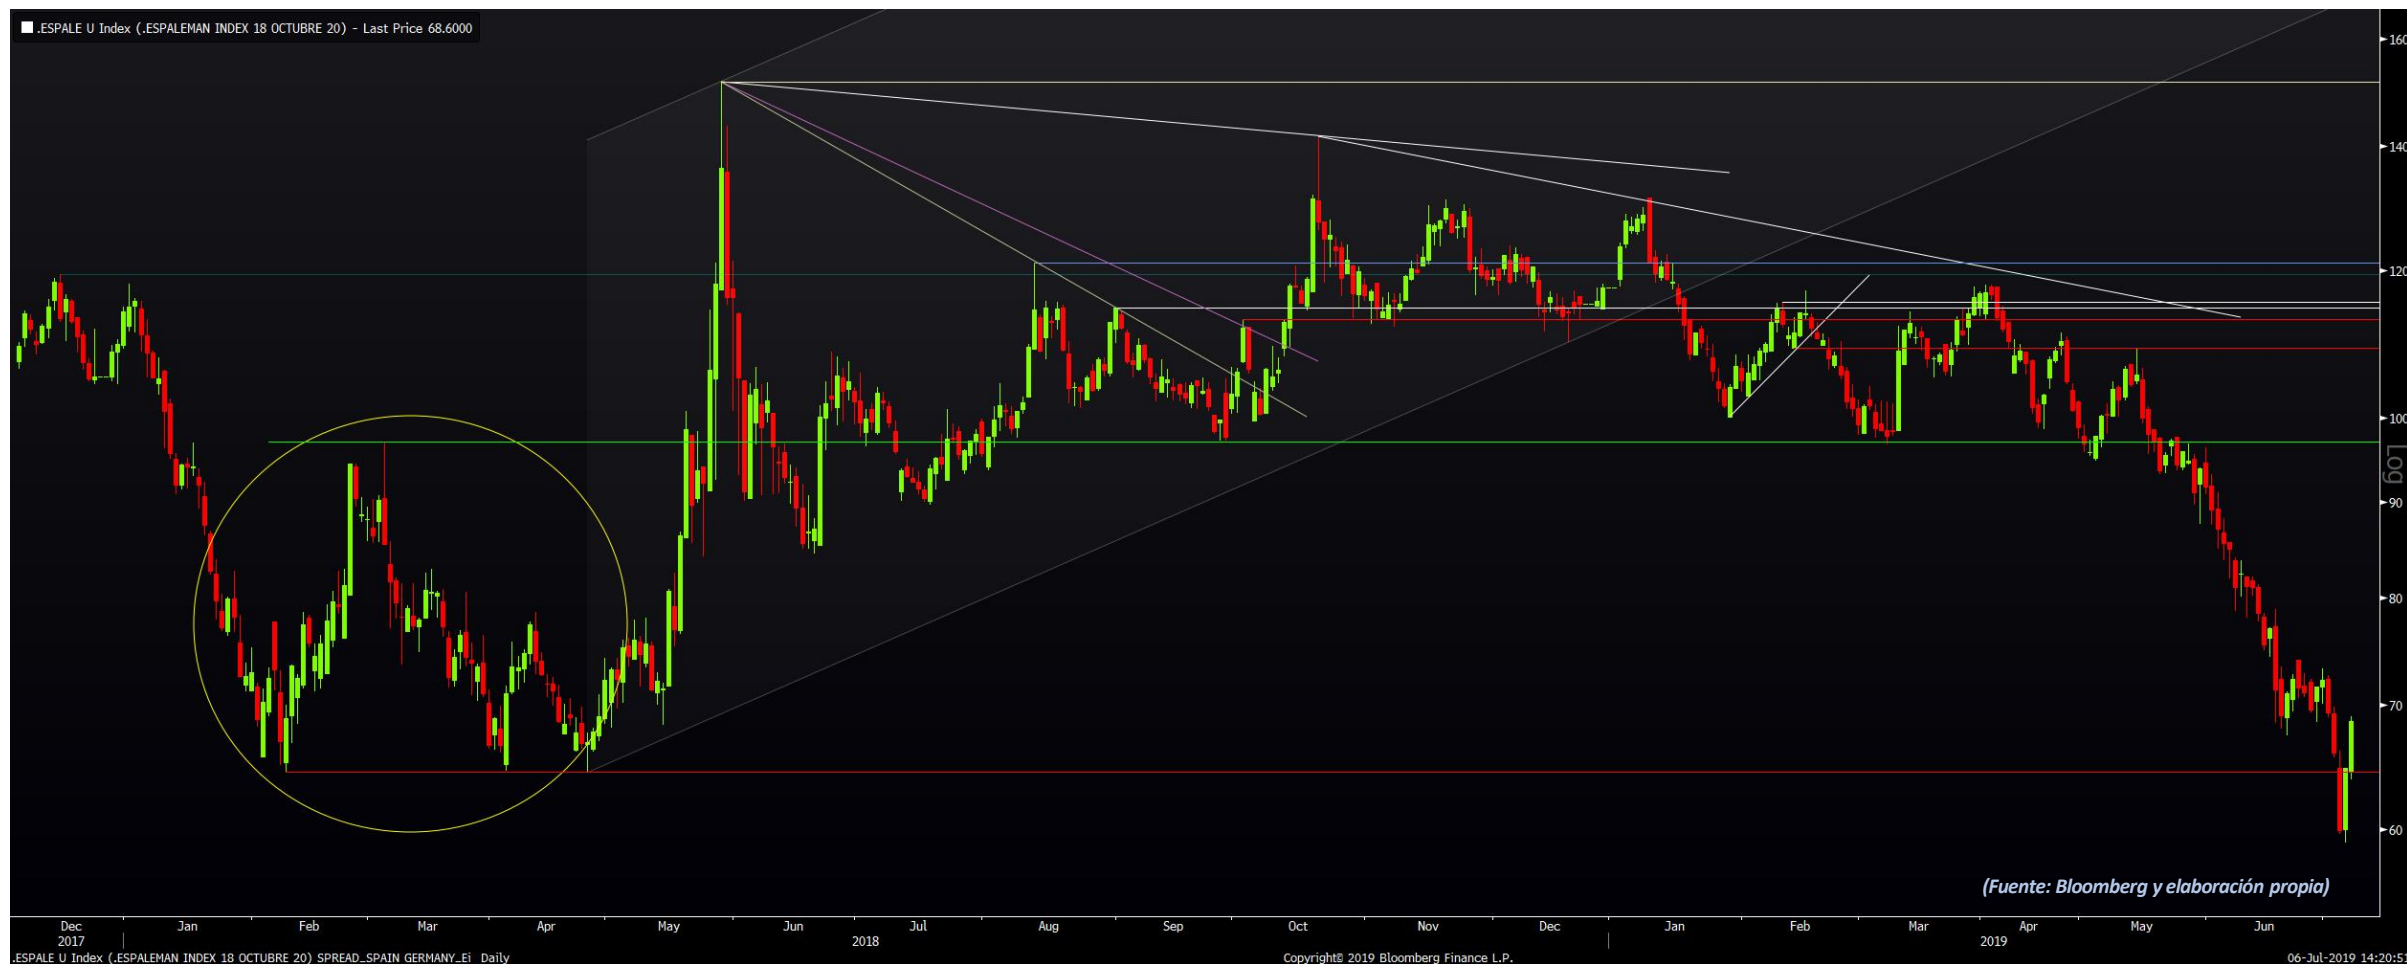 .ESPALE U Index (.ESPALEMAN INDEX 18 OCTUBRE 20) - Last Price 68.6000
160
140
120
100
Log
90
80
70
60
(Fuente: Bloomberg y elaboración propia)
Dec Jan Feb Mar Apr May Jun Jul Aug Sep Oct Nov Dec Jan Feb Mar Apr May Jun
2017 2018 2019
.ESPALE U Index (.ESPALEMAN INDEX 18 OCTUBRE 20) SPREAD_SPAIN GERMANY_Ei Daily Copyright© 2019 Bloomberg Finance L.P. 06-Jul-2019 14:20:5